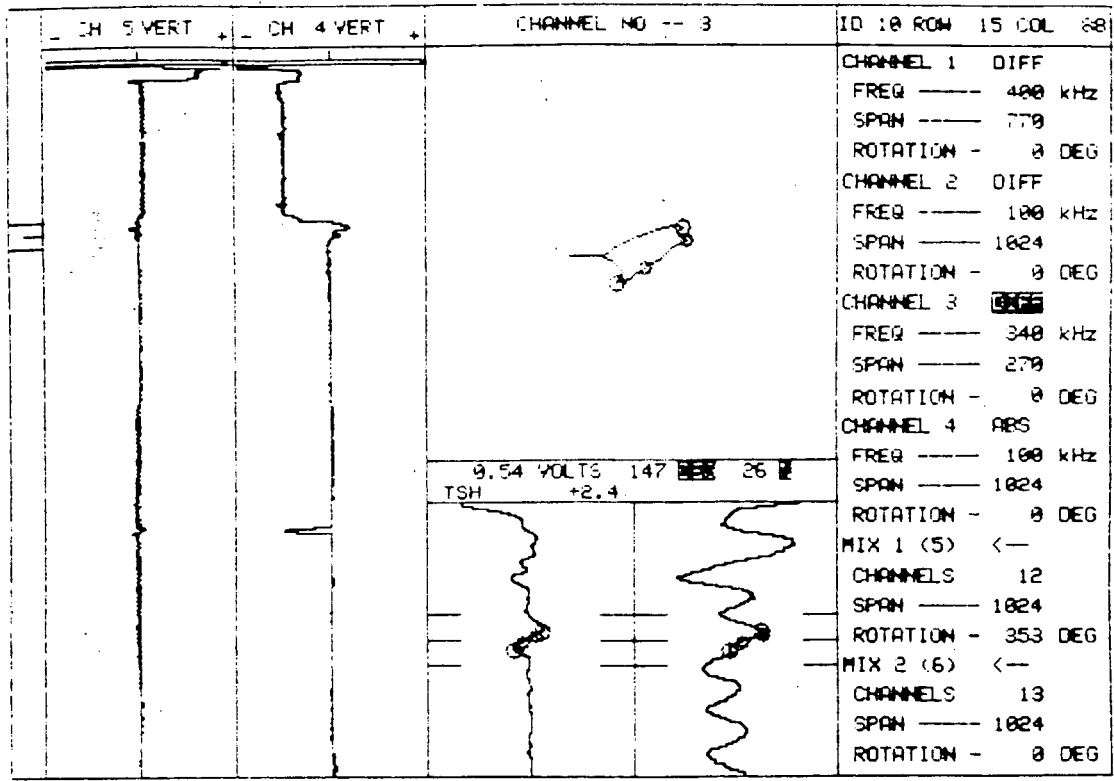 _ CH 5 VERT +
_ CH 4 VERT +
CHANNEL NO -- 3
ID 10 ROW 15 COL 88
CHANNEL 1 DIFF
FREQ ----- 400 kHz
SPAN ----- 770
ROTATION - 0 DEG
CHANNEL 2 DIFF
FREQ ----- 100 kHz
SPAN ----- 1024
ROTATION - 0 DEG
CHANNEL 3 DIFF
FREQ ----- 340 kHz
SPAN ----- 270
ROTATION - 0 DEG
CHANNEL 4 ABS
FREQ ----- 100 kHz
SPAN ----- 1024
ROTATION - 0 DEG
MIX 1 (5) <--
CHANNELS 12
SPAN ----- 1024
ROTATION - 353 DEG
MIX 2 (6) <--
CHANNELS 13
SPAN ----- 1024
ROTATION - 0 DEG
0.54 VOLTS 147 DEG 26
TSH +2.4